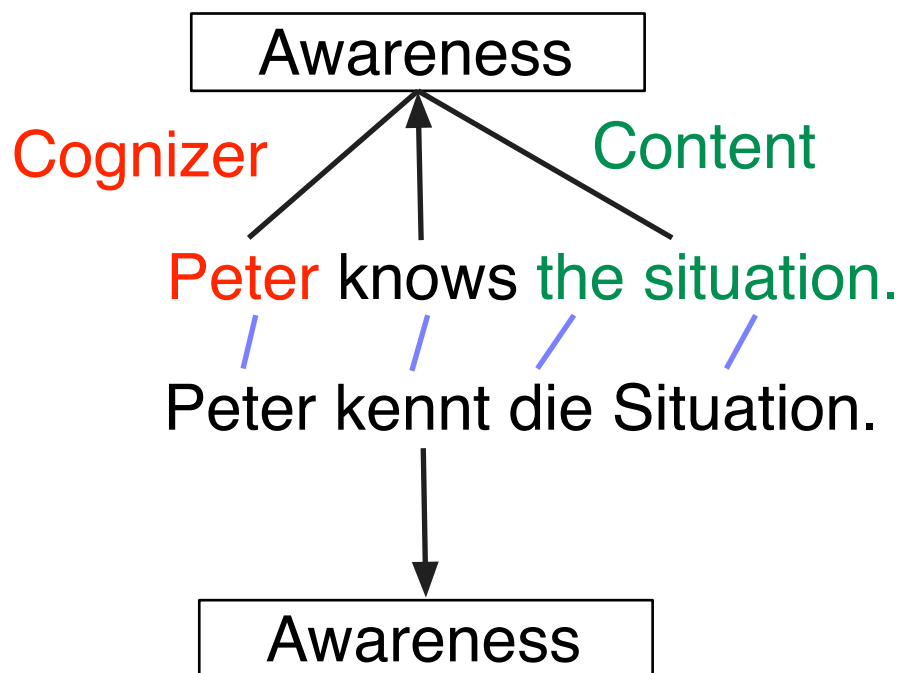 Awareness
Cognizer
Content
Peter knows the situation.
Peter kennt die Situation.
Awareness